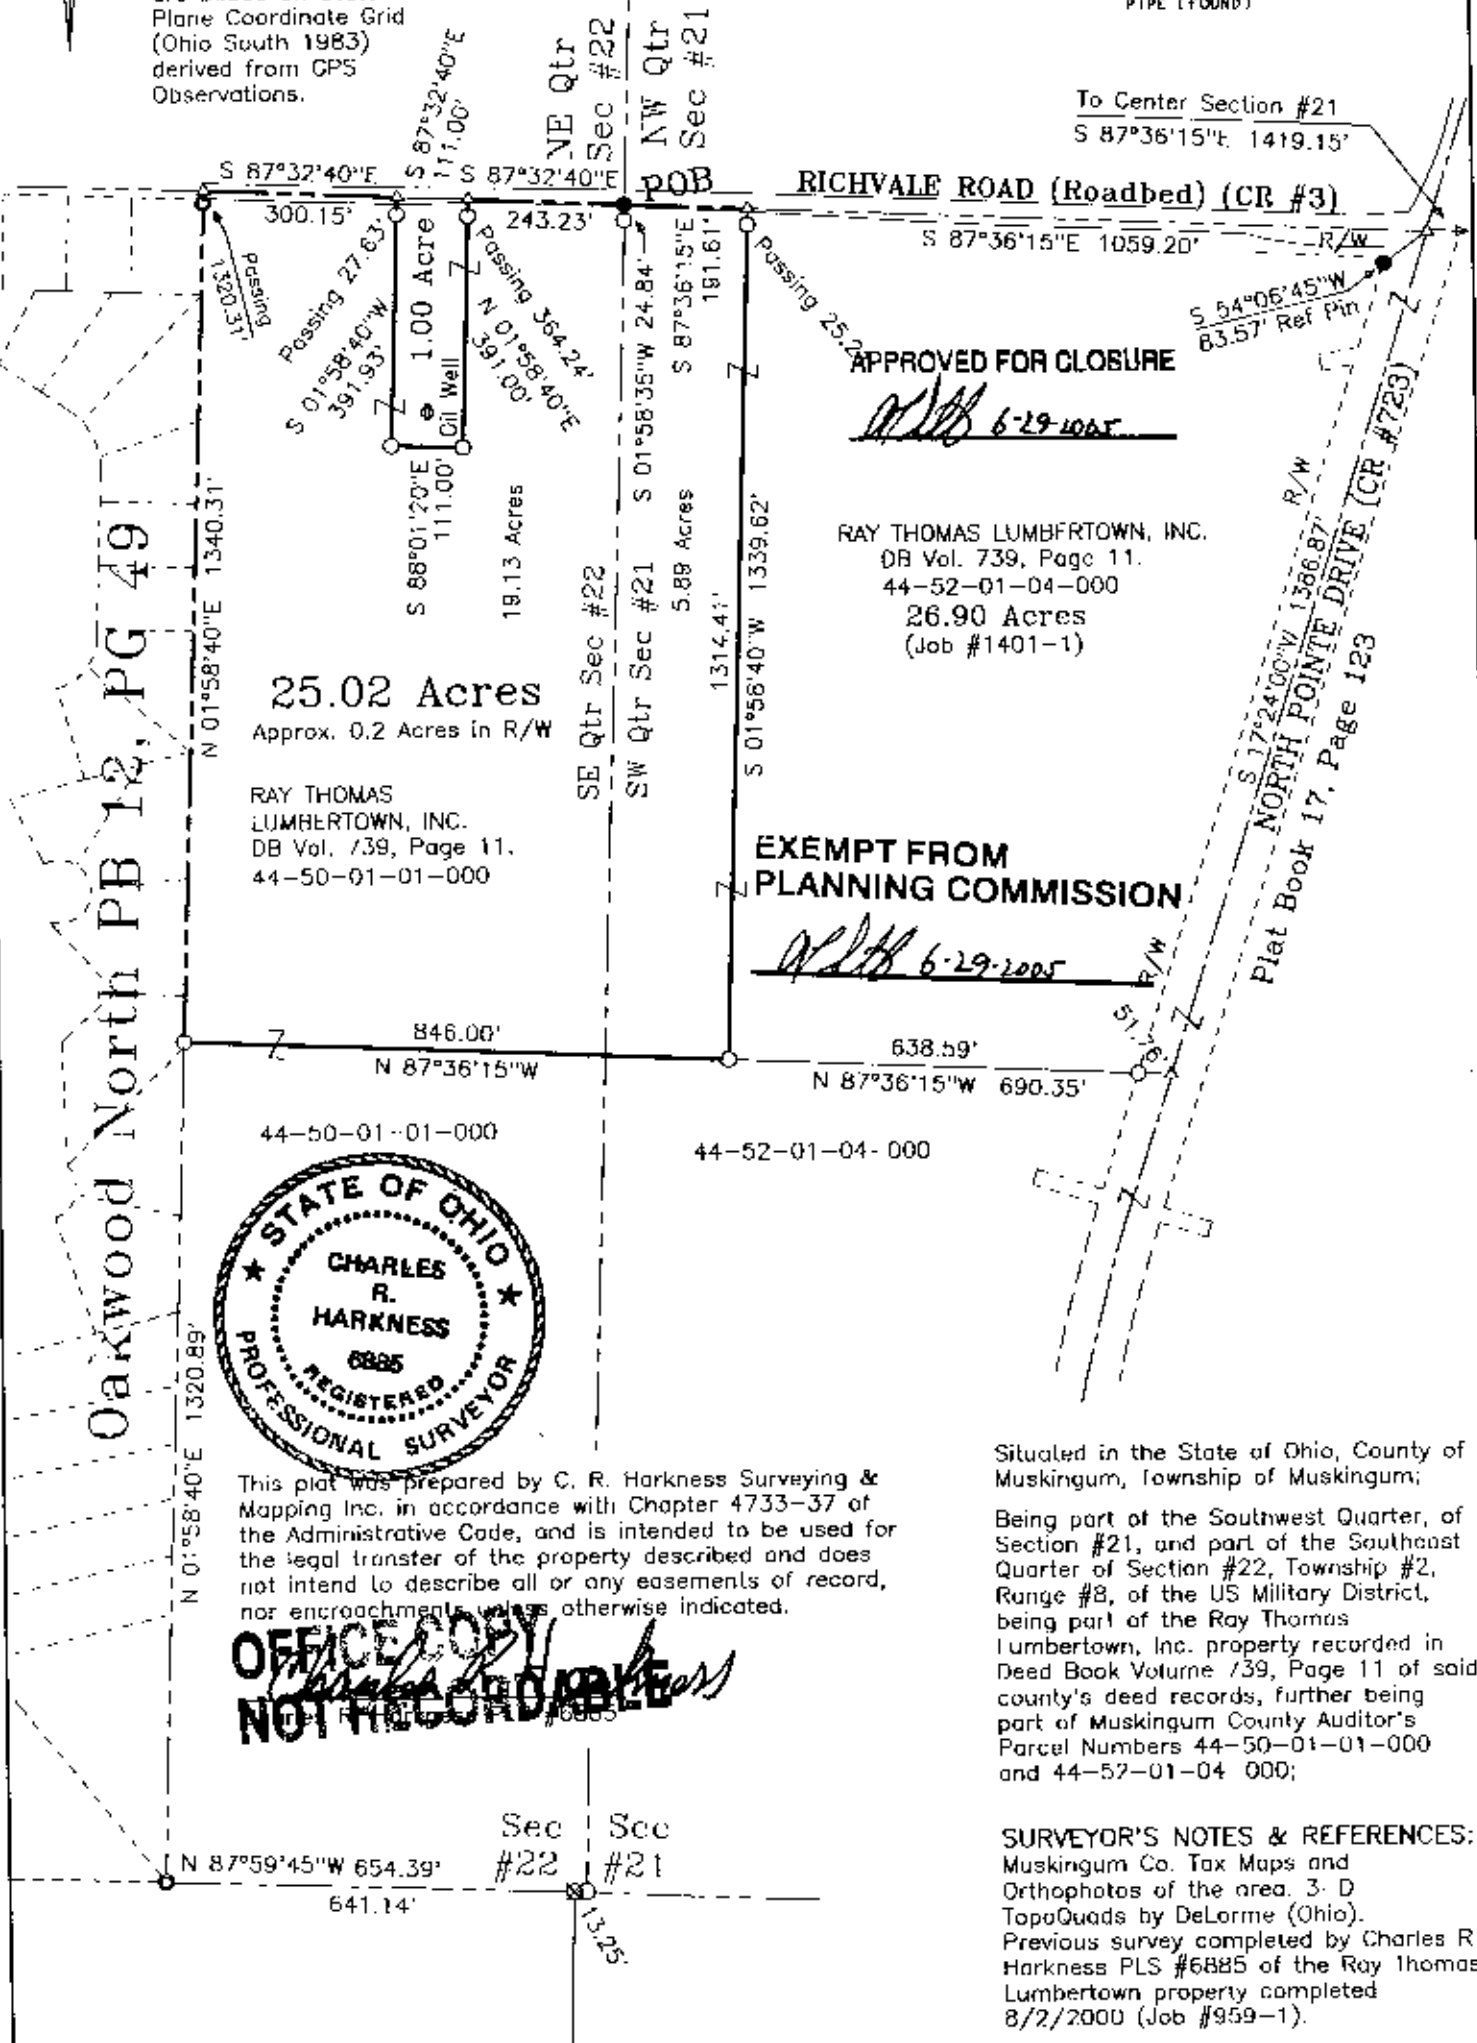 Plane Coordinate Grid
(Ohio South 1983)
derived from GPS
Observations.
S 87°32'40"E
111.00'
NE Qtr
Sec #22
NW Qtr
Sec #21
PIPE (FOUND)
To Center Section #21
S 87°36'15"E 1419.15'
S 87°32'40"E
300.15'
S 87°32'40"E
243.23'
POB
RICHVALE ROAD (Roadbed) (CR #3)
S 87°36'15"E 1059.20'
R/W
Passing
1320.31'
Passing 27.63'
S 01°58'40"W
391.93'
1.00 Acre
Oil Well
Passing 364.24'
N 01°58'40"E
391.00'
S 01°58'35"W 24.84'
S 87°36'15"E
191.61'
Passing 25.2
S 54°06'45"W
83.57' Ref Pin
APPROVED FOR CLOSURE
6-29-2005
S 88°01'20"E
111.00'
19.13 Acres
5.89 Acres
N 01°58'40"E 1340.31'
SE Qtr Sec #22
SW Qtr Sec #21
1314.41'
S 01°56'40"W 1339.62'
RAY THOMAS LUMBERTOWN, INC.
DB Vol. 739, Page 11.
44-52-01-04-000
26.90 Acres
(Job #1401-1)
R/W
S 17°24'00"W 1386.87'
NORTH POINTE DRIVE (CR #723)
Plat Book 17, Page 123
25.02 Acres
Approx. 0.2 Acres in R/W
RAY THOMAS
LUMBERTOWN, INC.
DB Vol. 739, Page 11.
44-50-01-01-000
EXEMPT FROM
PLANNING COMMISSION
6-29-2005
R/W
51.76'
Oakwood North PB 12, PG 49
846.00'
N 87°36'15"W
638.59'
N 87°36'15"W 690.35'
44-50-01-01-000
44-52-01-04-000
STATE OF OHIO
CHARLES
R.
HARKNESS
6885
REGISTERED
PROFESSIONAL SURVEYOR
N 01°58'40"E 1320.89'
This plat was prepared by C. R. Harkness Surveying &
Mapping Inc. in accordance with Chapter 4733-37 of
the Administrative Code, and is intended to be used for
the legal transfer of the property described and does
not intend to describe all or any easements of record,
nor encroachments unless otherwise indicated.
OFFICE COPY
NOT RECORDABLE
Charles R. Harkness
#6885
Situated in the State of Ohio, County of
Muskingum, Township of Muskingum;
Being part of the Southwest Quarter, of
Section #21, and part of the Southeast
Quarter of Section #22, Township #2,
Range #8, of the US Military District,
being part of the Ray Thomas
Lumbertown, Inc. property recorded in
Deed Book Volume 739, Page 11 of said
county's deed records, further being
part of Muskingum County Auditor's
Parcel Numbers 44-50-01-01-000
and 44-52-01-04 000;
Sec #22
Sec #21
N 87°59'45"W 654.39'
641.14'
13.25'
SURVEYOR'S NOTES & REFERENCES:
Muskingum Co. Tax Maps and
Orthophotos of the area. 3-D
TopoQuads by DeLorme (Ohio).
Previous survey completed by Charles R
Harkness PLS #6885 of the Ray Thomas
Lumbertown property completed
8/2/2000 (Job #959-1).